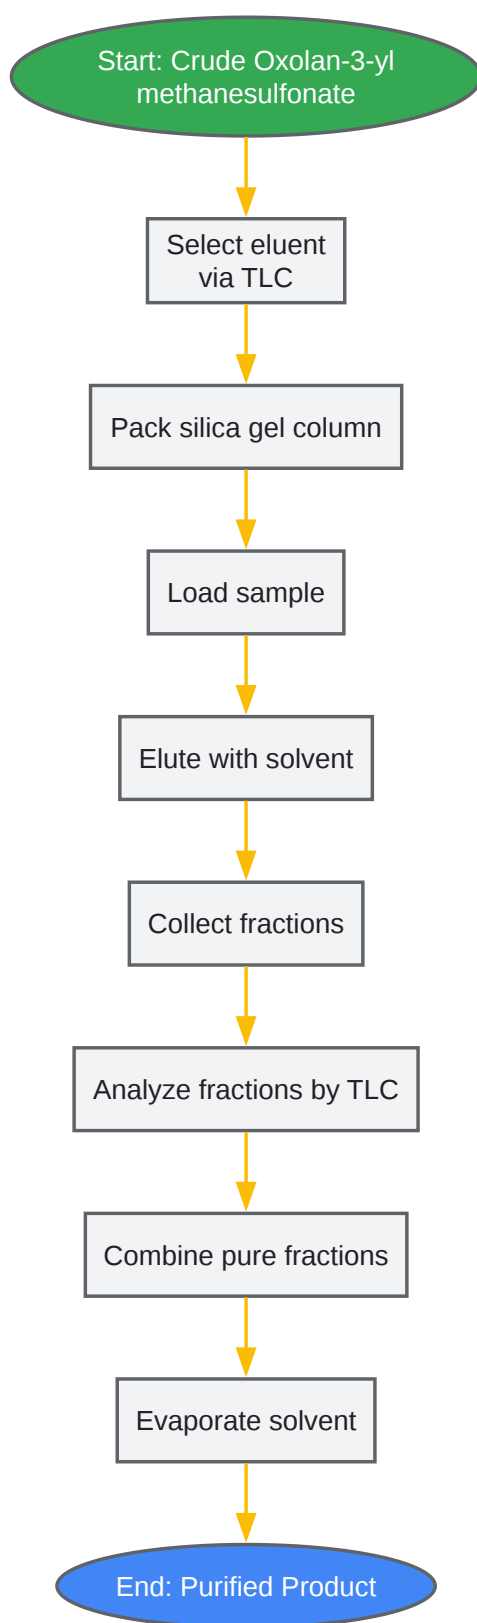 Start: Crude Oxolan-3-yl
methanesulfonate
Select eluent
via TLC
Pack silica gel column
Load sample
Elute with solvent
Collect fractions
Analyze fractions by TLC
Combine pure fractions
Evaporate solvent
End: Purified Product